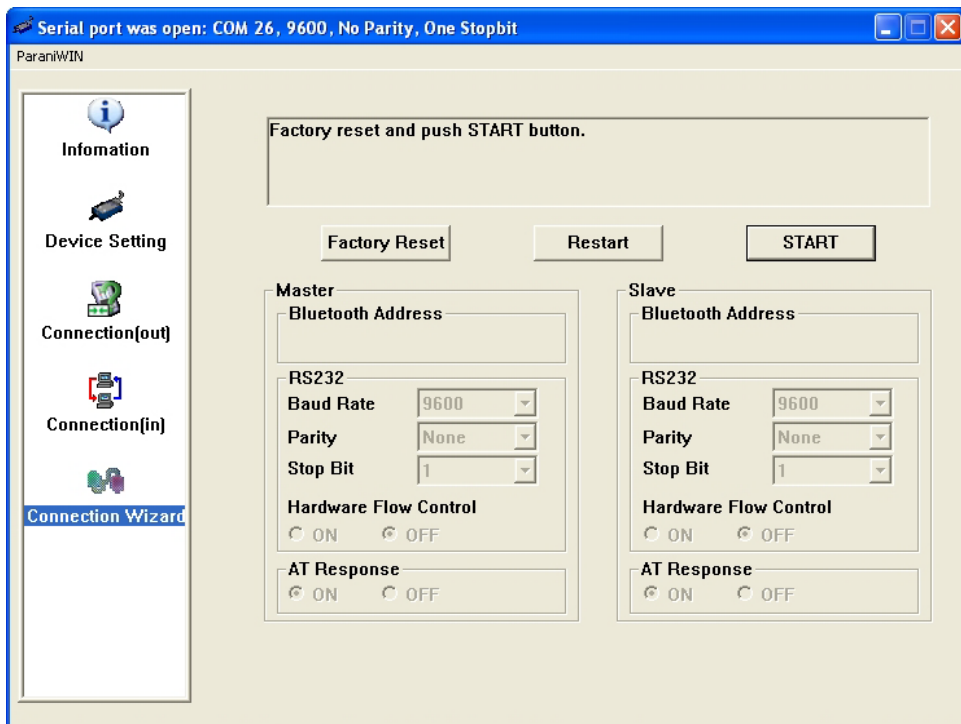 Serial port was open: COM 26, 9600, No Parity, One Stopbit
ParaniWIN
Infomation
Device Setting
Connection(out)
Connection(in)
Connection Wizard
Factory reset and push START button.
Factory Reset
Restart
START
Master
Bluetooth Address
RS232
Baud Rate
9600
Parity
None
Stop Bit
1
Hardware Flow Control
ON OFF
AT Response
ON OFF
Slave
Bluetooth Address
RS232
Baud Rate
9600
Parity
None
Stop Bit
1
Hardware Flow Control
ON OFF
AT Response
ON OFF